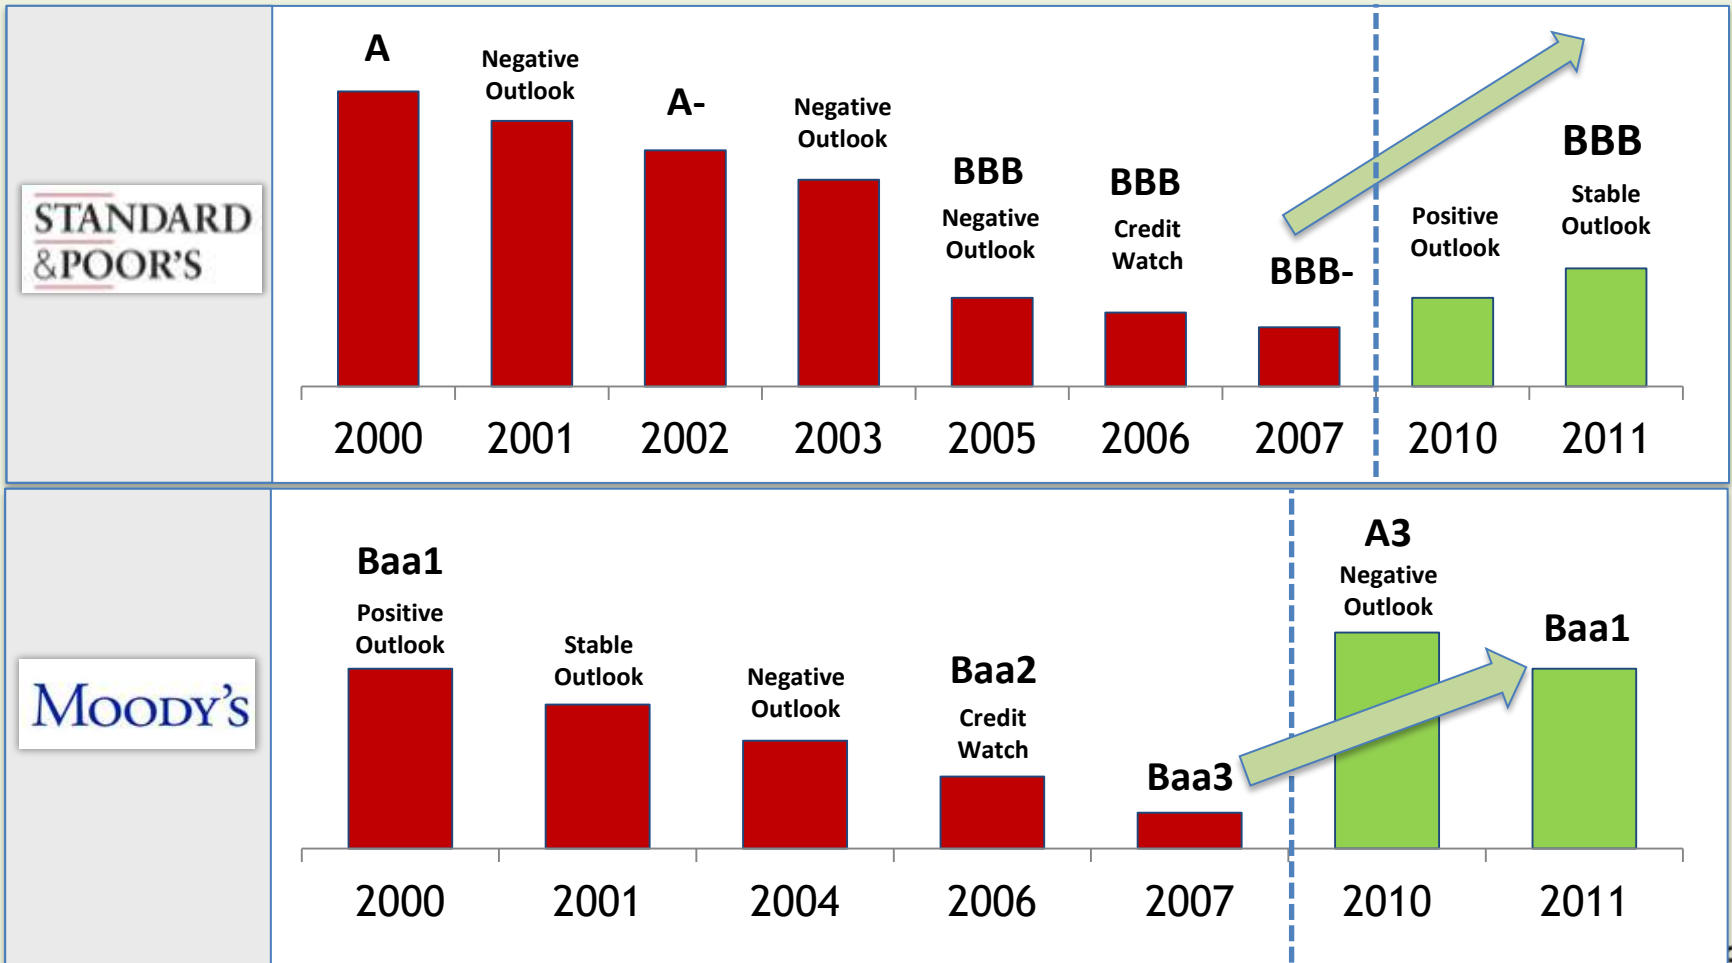 STANDARD
&POOR'S
A
Negative
Outlook
A-
Negative
Outlook
BBB
Negative
Outlook
BBB
Credit
Watch
BBB-
Positive
Outlook
BBB
Stable
Outlook
2000
2001
2002
2003
2005
2006
2007
2010
2011
MOODY'S
Baa1
Positive
Outlook
Stable
Outlook
Negative
Outlook
Baa2
Credit
Watch
Baa3
A3
Negative
Outlook
Baa1
2000
2001
2004
2006
2007
2010
2011